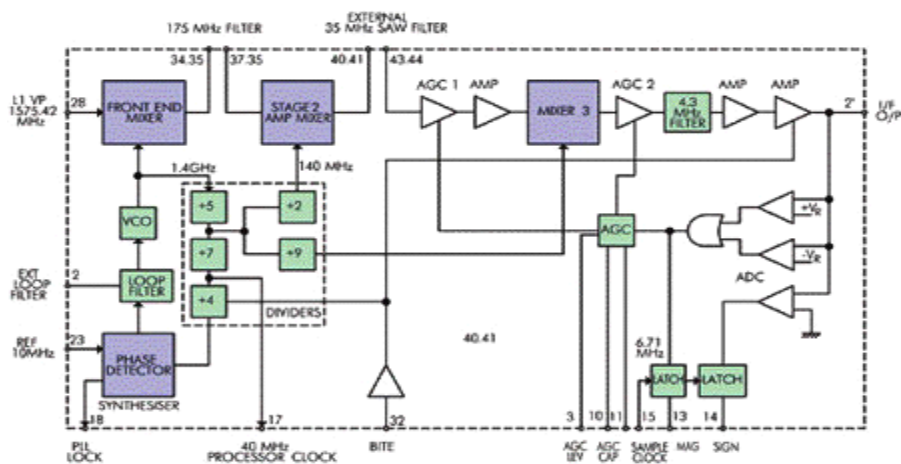 175 MHz FILTER
EXTERNAL
35 MHz SAW FILTER
34.35
37.35
40.41
43.44
L1 VP
1575.42
MHz
28
FRONT END
MIXER
STAGE 2
AMP MIXER
AGC 1
AMP
MIXER 3
AGC 2
4.3
MHz
FILTER
AMP
AMP
2'
I/F
O/P
1.4GHz
140 MHz
÷5
÷2
VCO
÷7
÷9
AGC
+VR
-VR
ADC
EXT
LOOP
FILTER
2
LOOP
FILTER
÷4
DIVIDERS
REF
10MHz
23
PHASE
DETECTOR
SYNTHESISER
40.41
6.71
MHz
LATCH
LATCH
18
17
32
3
10
11
15
13
14
PLL
LOCK
40 MHz
PROCESSOR CLOCK
BITE
AGC
LEV
AGC
CAP
SAMPLE
CLOCK
MAG
SIGN